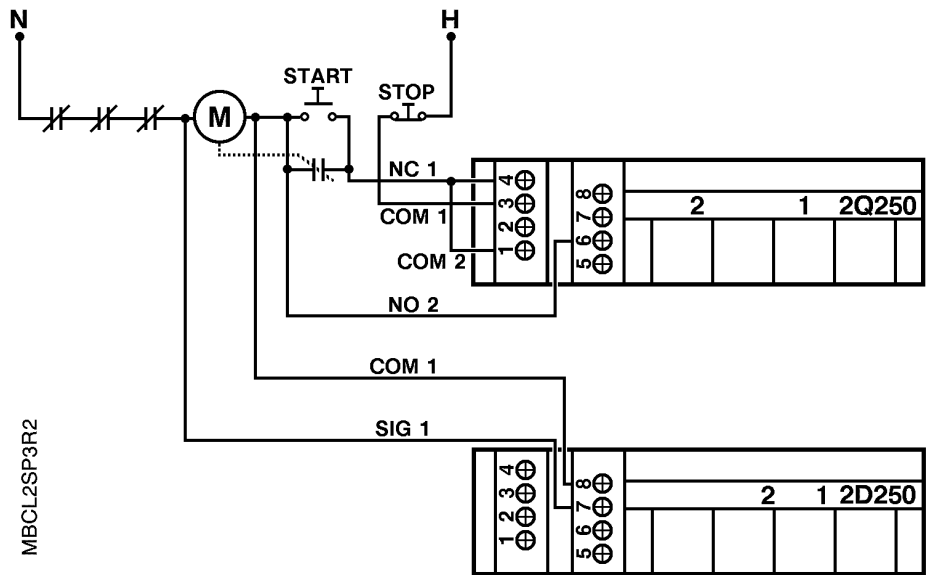 N
H
START
STOP
M
NC 1
COM 1
COM 2
NO 2
4
3
2
1
8
7
6
5
2 1 2Q250
COM 1
SIG 1
4
3
2
1
8
7
6
5
2 1 2D250
MBCL2SP3R2